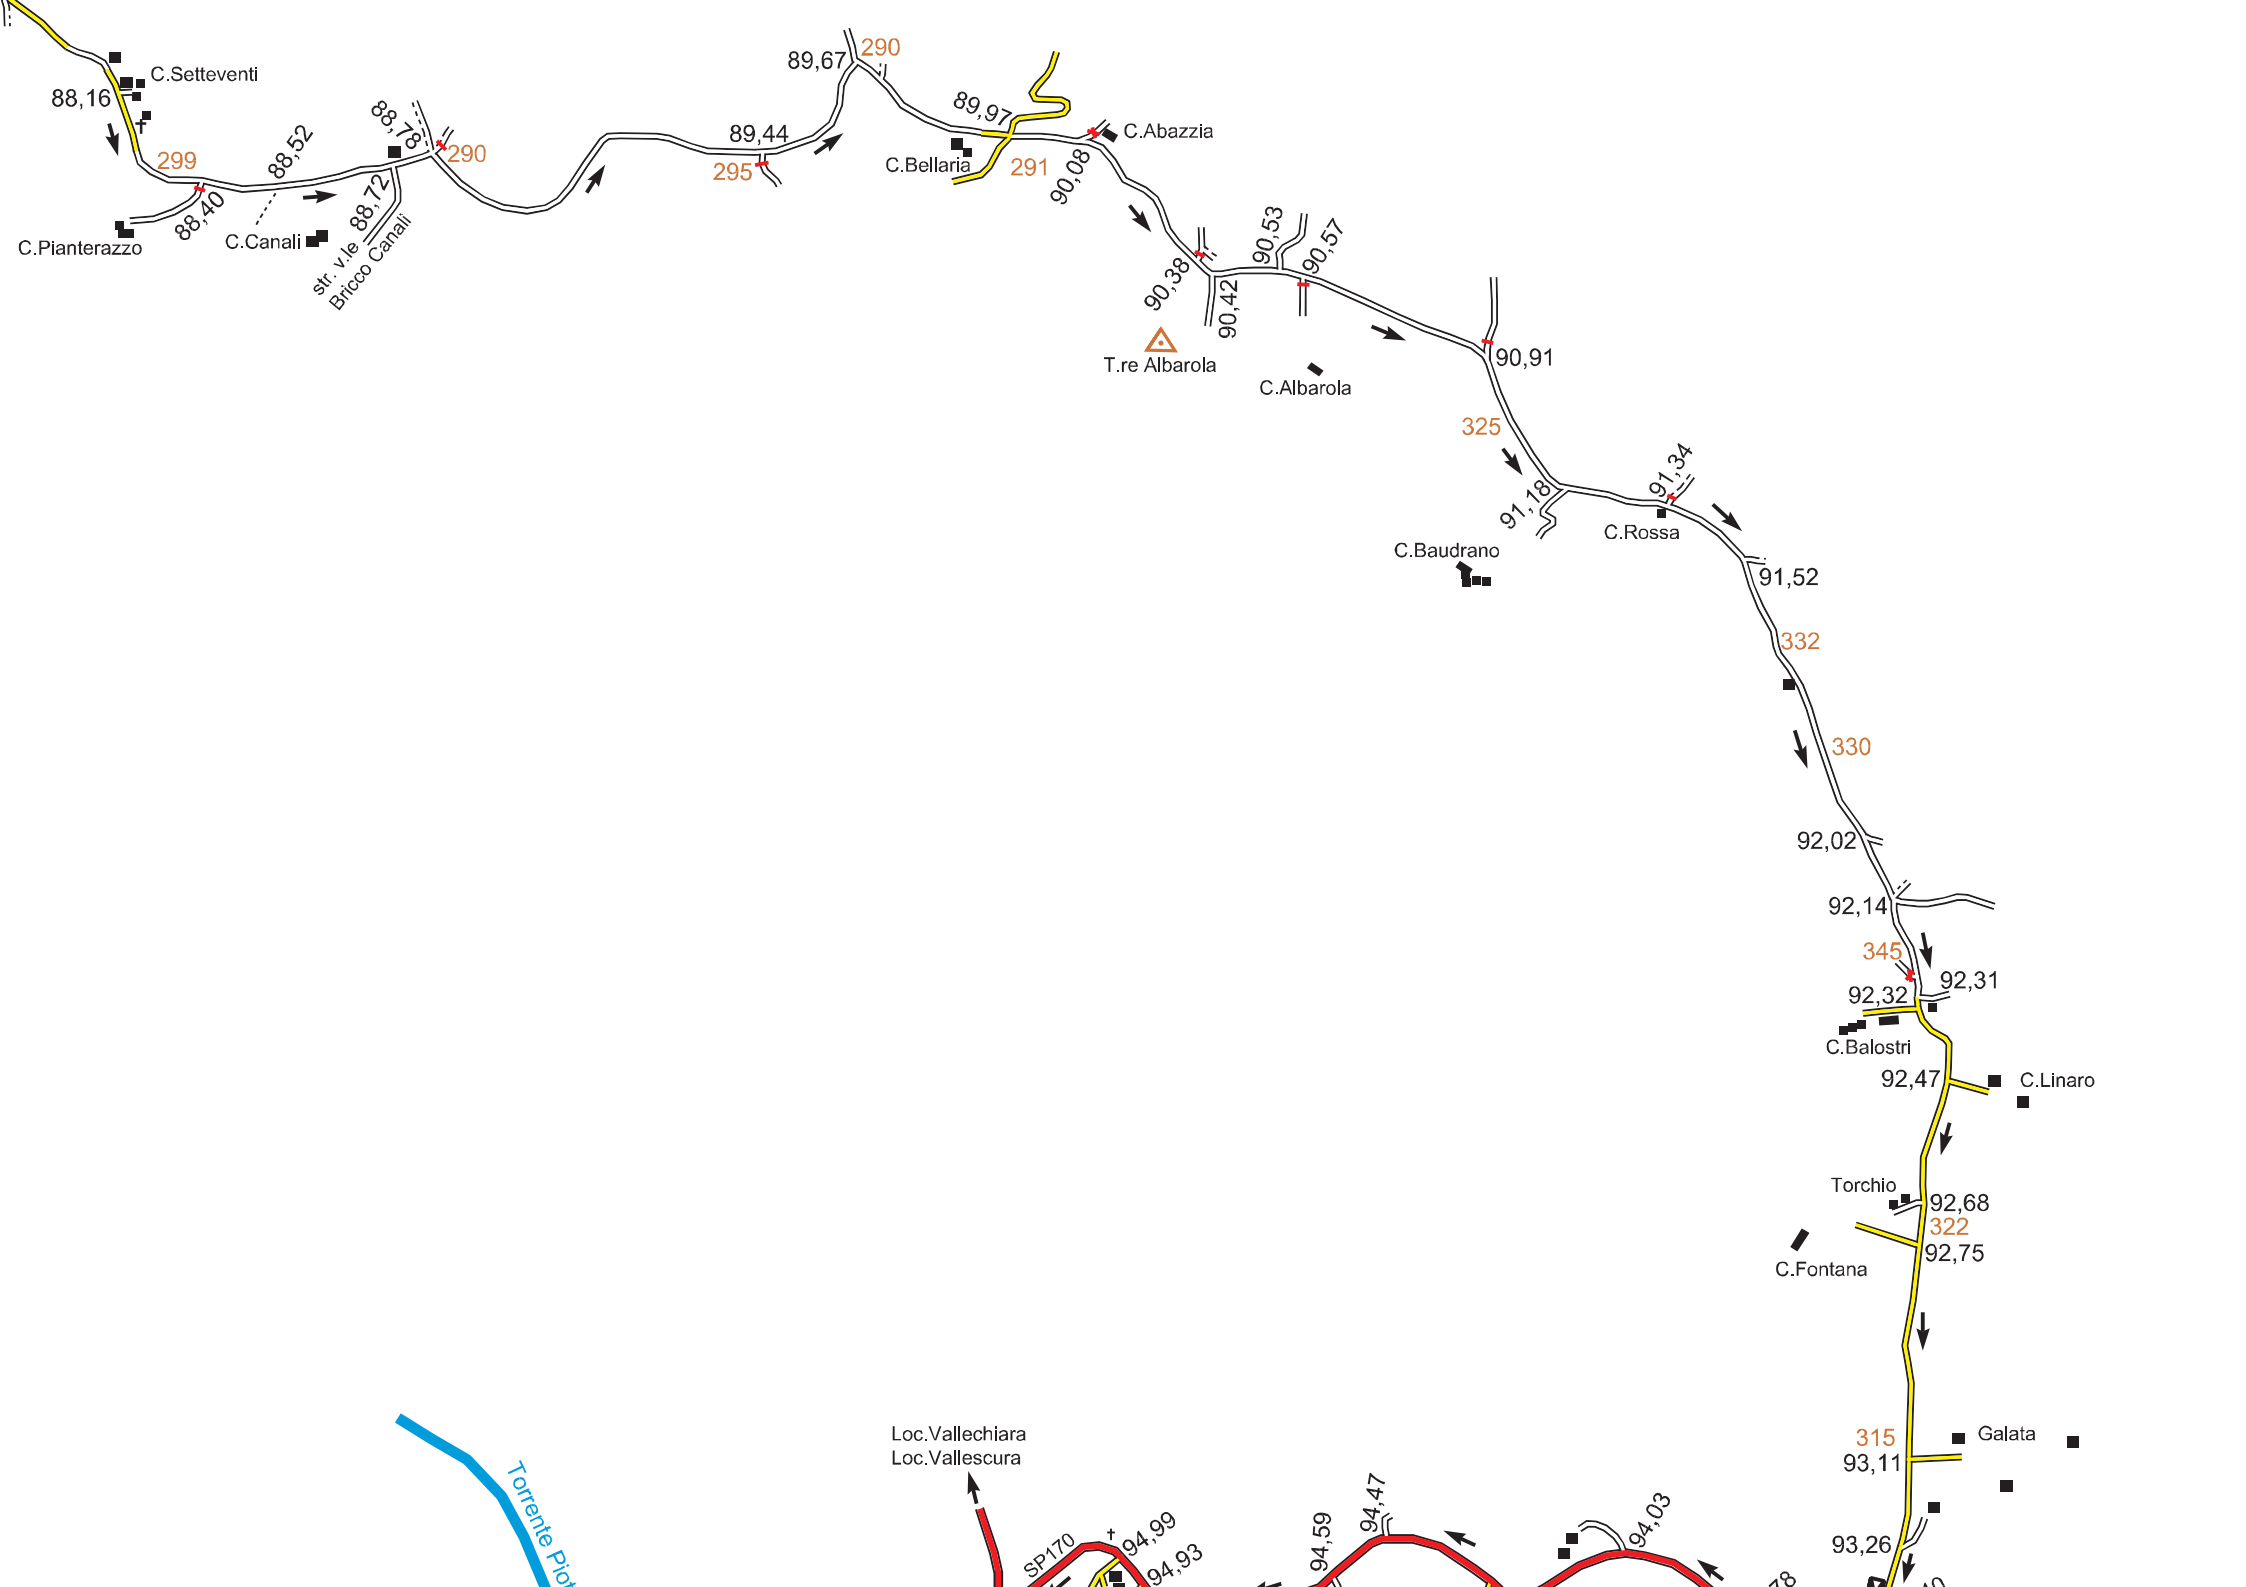 C.Setteventi
88,16
299
88,52
88,78
290
88,40
88,72
C.Pianterazzo
C.Canali
str. v.le
Bricco Canali
89,67
290
89,44
295
89,97
C.Bellaria
291
C.Abazzia
90,08
90,38
90,42
90,53
90,57
T.re Albarola
C.Albarola
90,91
325
91,18
91,34
C.Rossa
C.Baudrano
91,52
332
330
92,02
92,14
345
92,31
92,32
C.Balostri
92,47
C.Linaro
Torchio
92,68
322
92,75
C.Fontana
315
Galata
93,11
93,26
Loc.Vallechiara
Loc.Vallescura
Torrente Piot
SP170
94,99
94,93
94,59
94,47
94,03